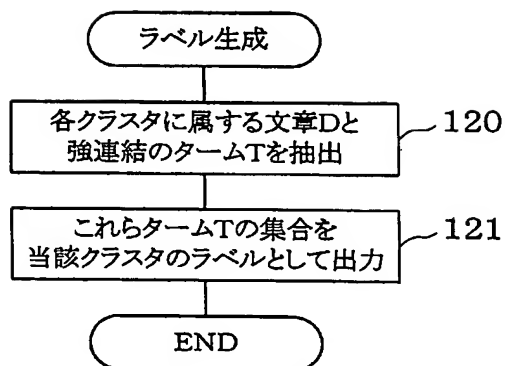 ラベル生成
各クラスタに属する文章Dと
強連結のタームTを抽出
120
これらタームTの集合を
当該クラスタのラベルとして出力
121
END